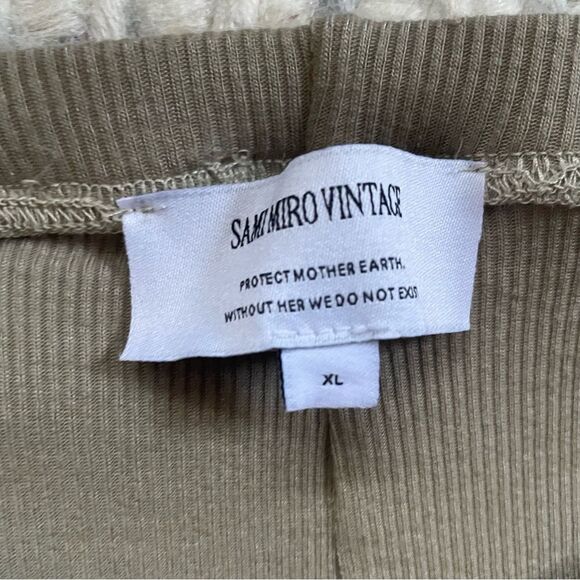 SAMI MIRO VINTAGE
PROTECT MOTHER EARTH.
WITHOUT HER WE DO NOT EXIST
XL